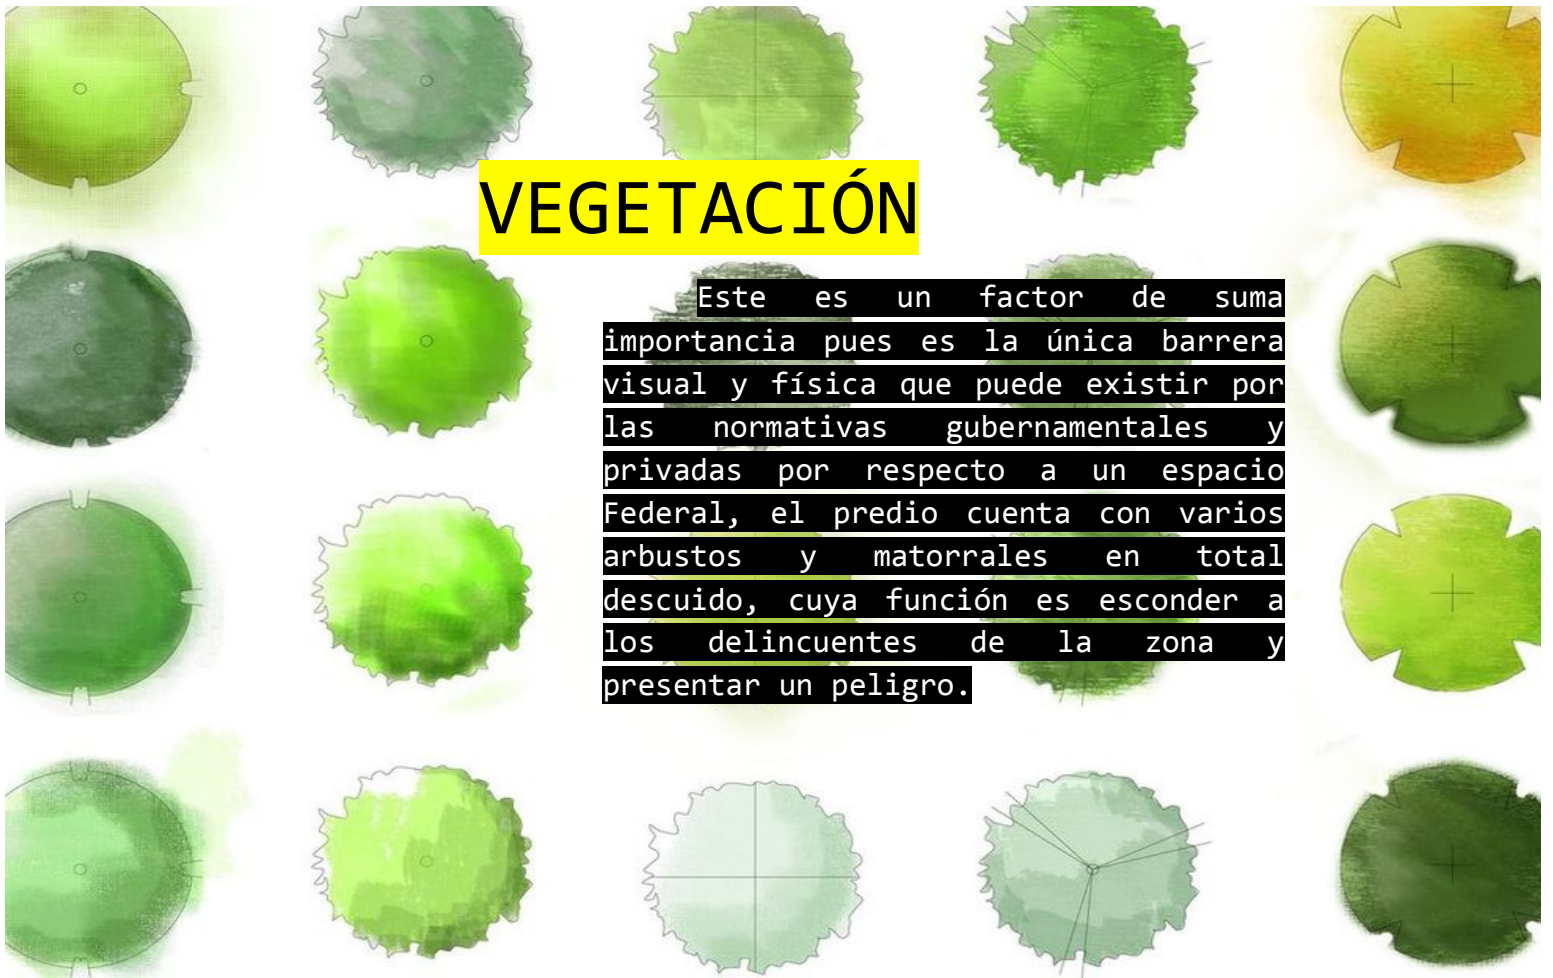 VEGETACIÓN
Este es un factor de suma
importancia pues es la única barrera
visual y física que puede existir por
las normativas gubernamentales y
privadas por respecto a un espacio
Federal, el predio cuenta con varios
arbustos y matorrales en total
descuido, cuya función es esconder a
los delincuentes de la zona y
presentar un peligro.